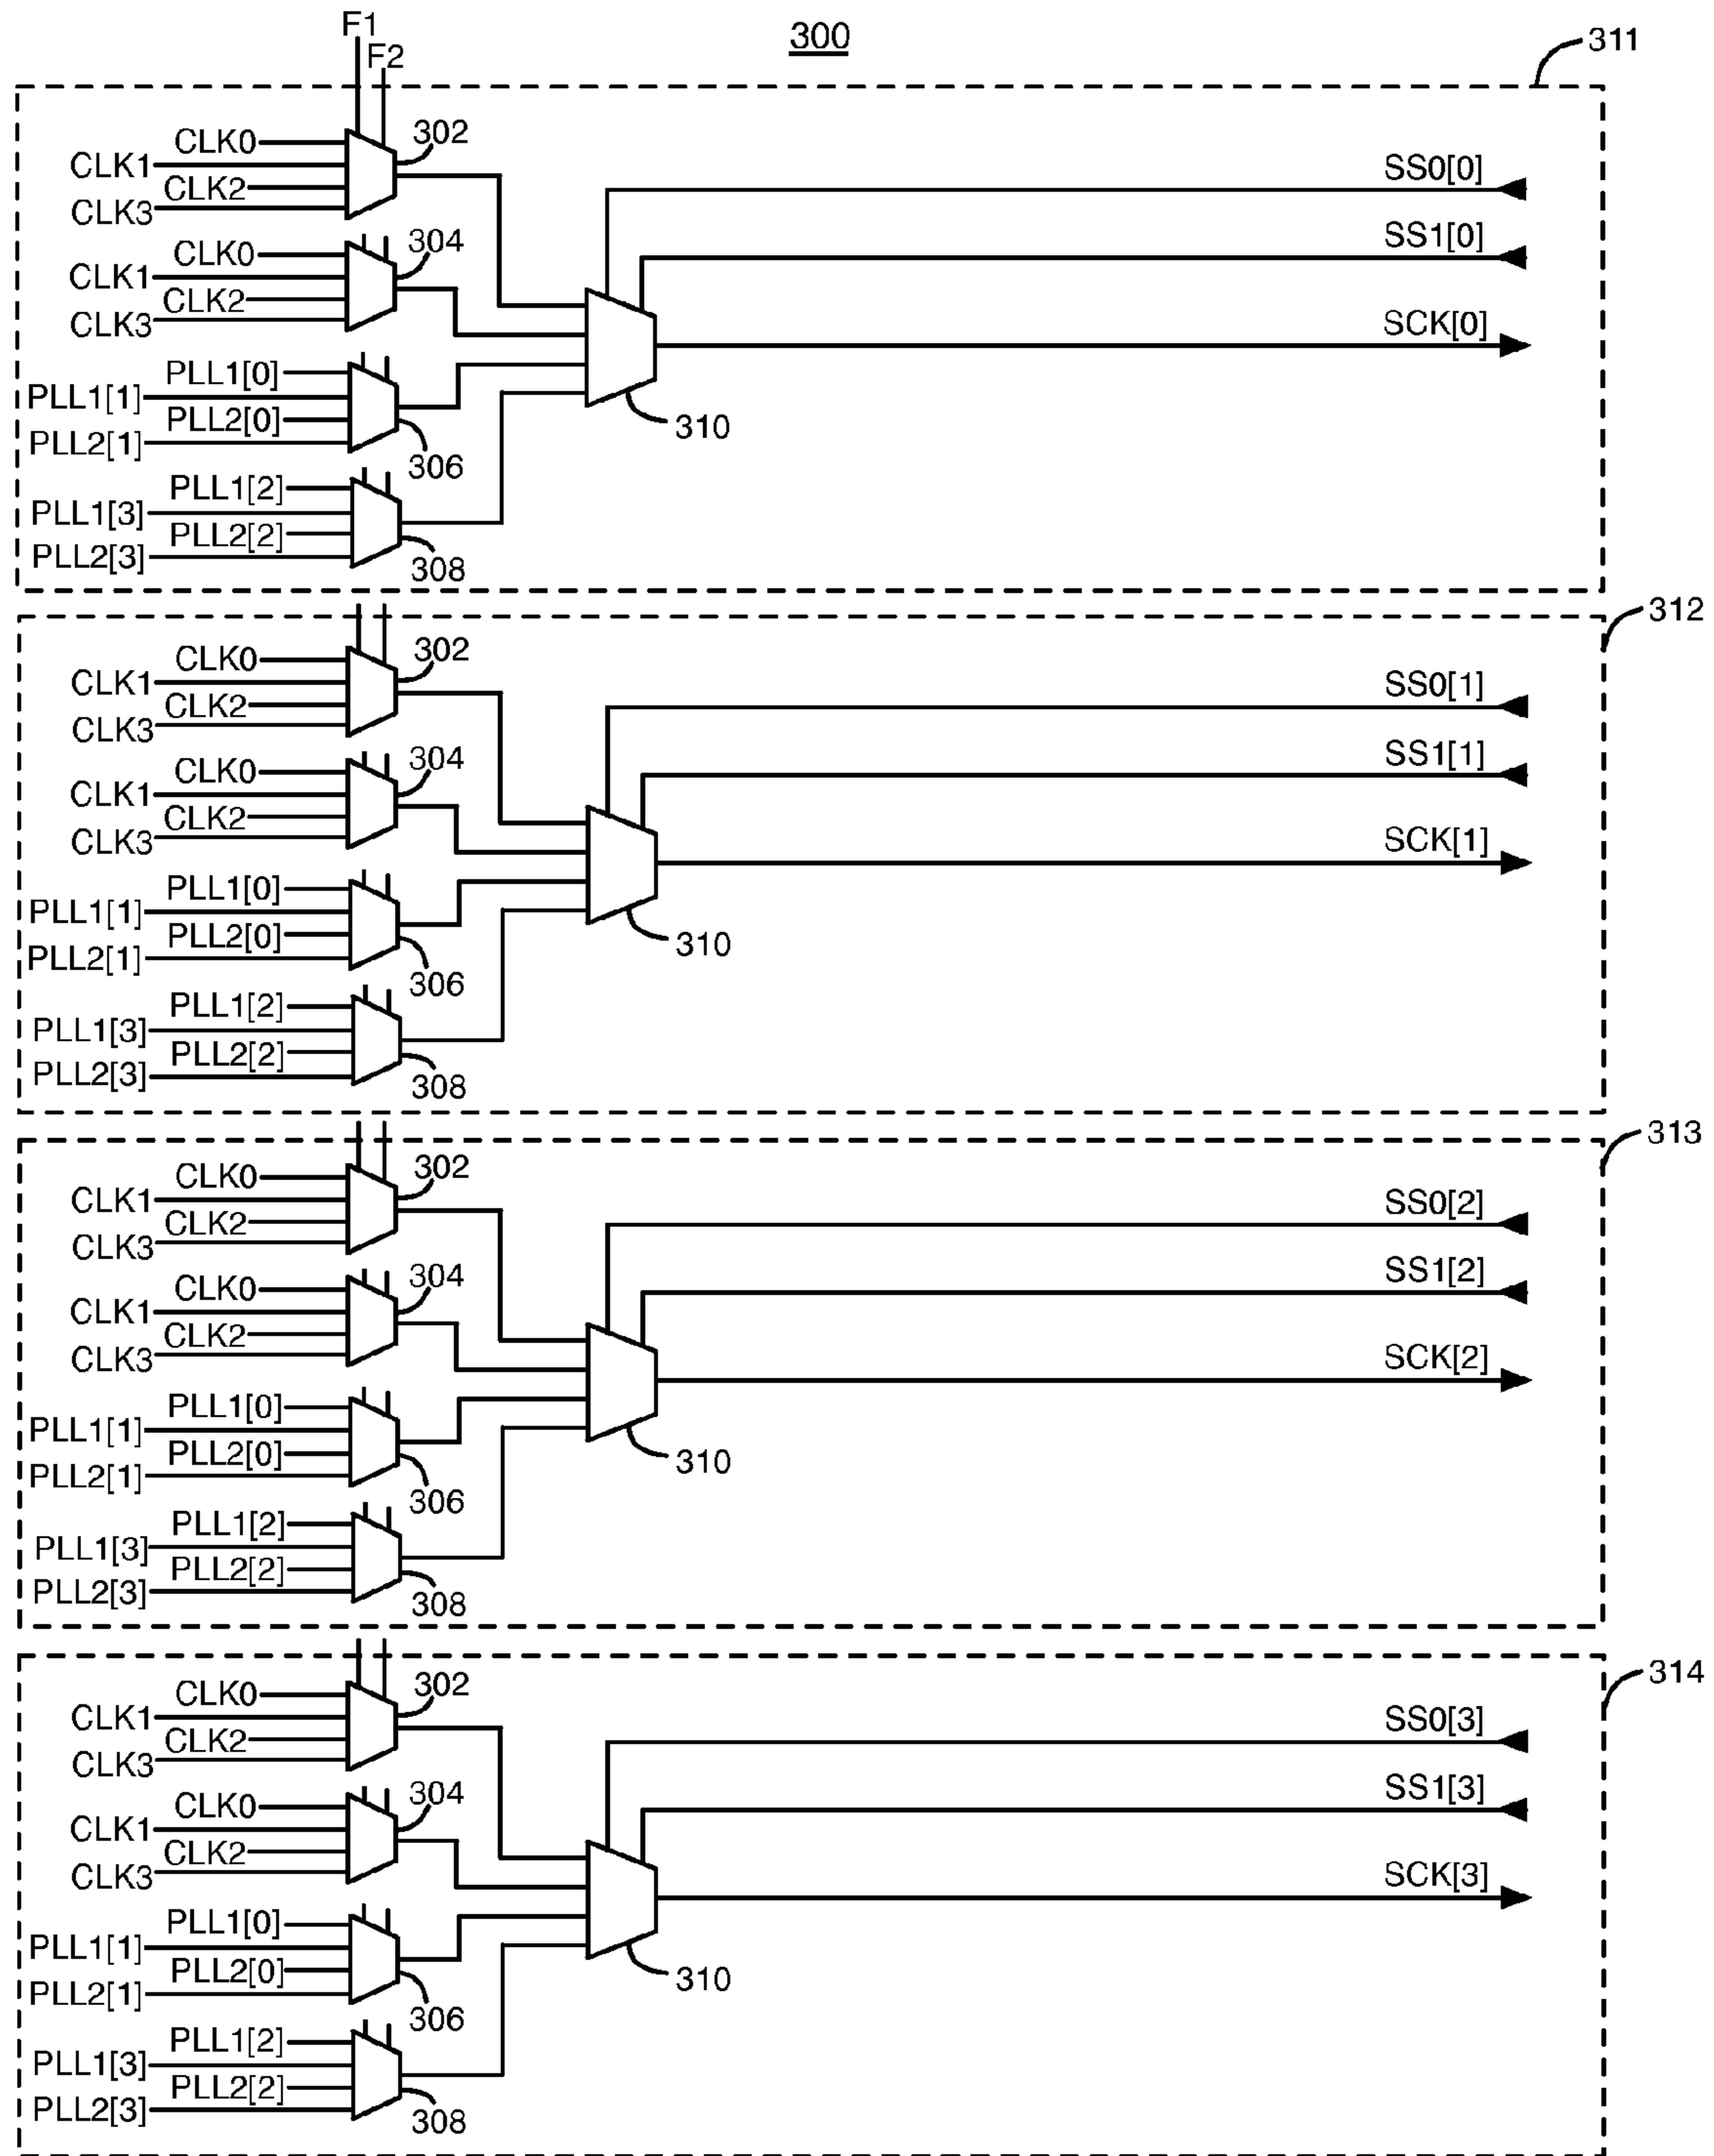 F1
F2
300
311
CLK0
302
CLK1
CLK2
CLK3
SS0[0]
CLK0
304
CLK1
CLK2
CLK3
SS1[0]
SCK[0]
PLL1[0]
PLL1[1]
PLL2[0]
PLL2[1]
306
310
PLL1[2]
PLL1[3]
PLL2[2]
PLL2[3]
308
312
CLK0
302
CLK1
CLK2
CLK3
SS0[1]
CLK0
304
CLK1
CLK2
CLK3
SS1[1]
SCK[1]
PLL1[0]
PLL1[1]
PLL2[0]
PLL2[1]
306
310
PLL1[2]
PLL1[3]
PLL2[2]
PLL2[3]
308
313
CLK0
302
CLK1
CLK2
CLK3
SS0[2]
CLK0
304
CLK1
CLK2
CLK3
SS1[2]
SCK[2]
PLL1[0]
PLL1[1]
PLL2[0]
PLL2[1]
306
310
PLL1[2]
PLL1[3]
PLL2[2]
PLL2[3]
308
314
CLK0
302
CLK1
CLK2
CLK3
SS0[3]
CLK0
304
CLK1
CLK2
CLK3
SS1[3]
SCK[3]
PLL1[0]
PLL1[1]
PLL2[0]
PLL2[1]
306
310
PLL1[2]
PLL1[3]
PLL2[2]
PLL2[3]
308